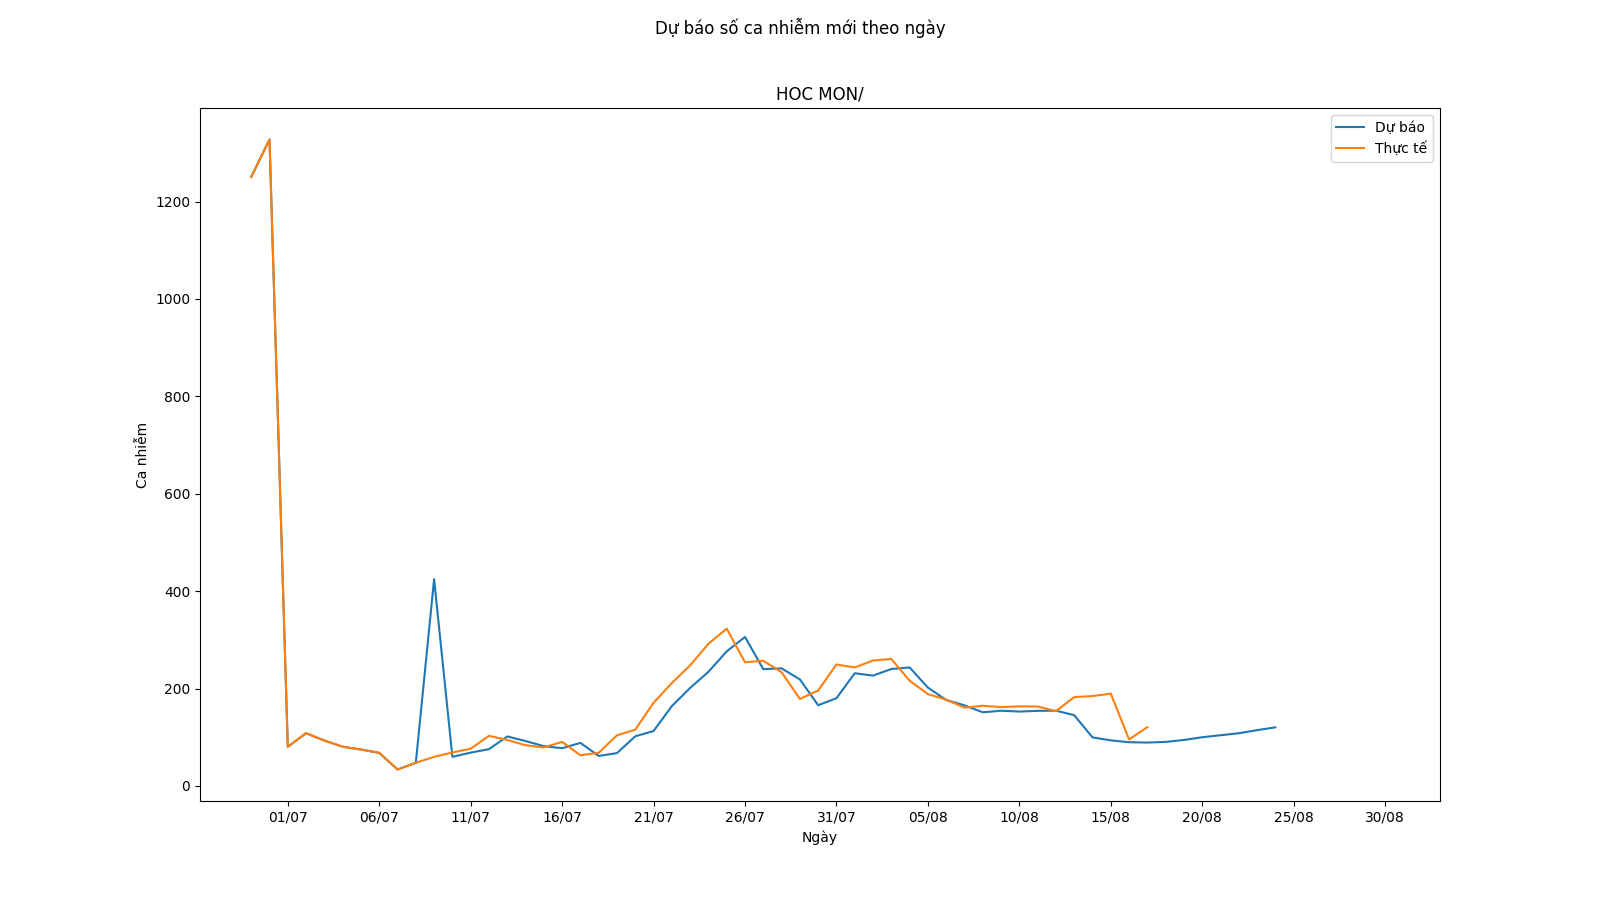 Dự báo số ca nhiễm mới theo ngày
HOC MON/
Dự báo
Thực tế
1200
1000
800
600
400
200
0
Ca nhiễm
01/07 06/07 11/07 16/07 21/07 26/07 31/07 05/08 10/08 15/08 20/08 25/08 30/08
Ngày